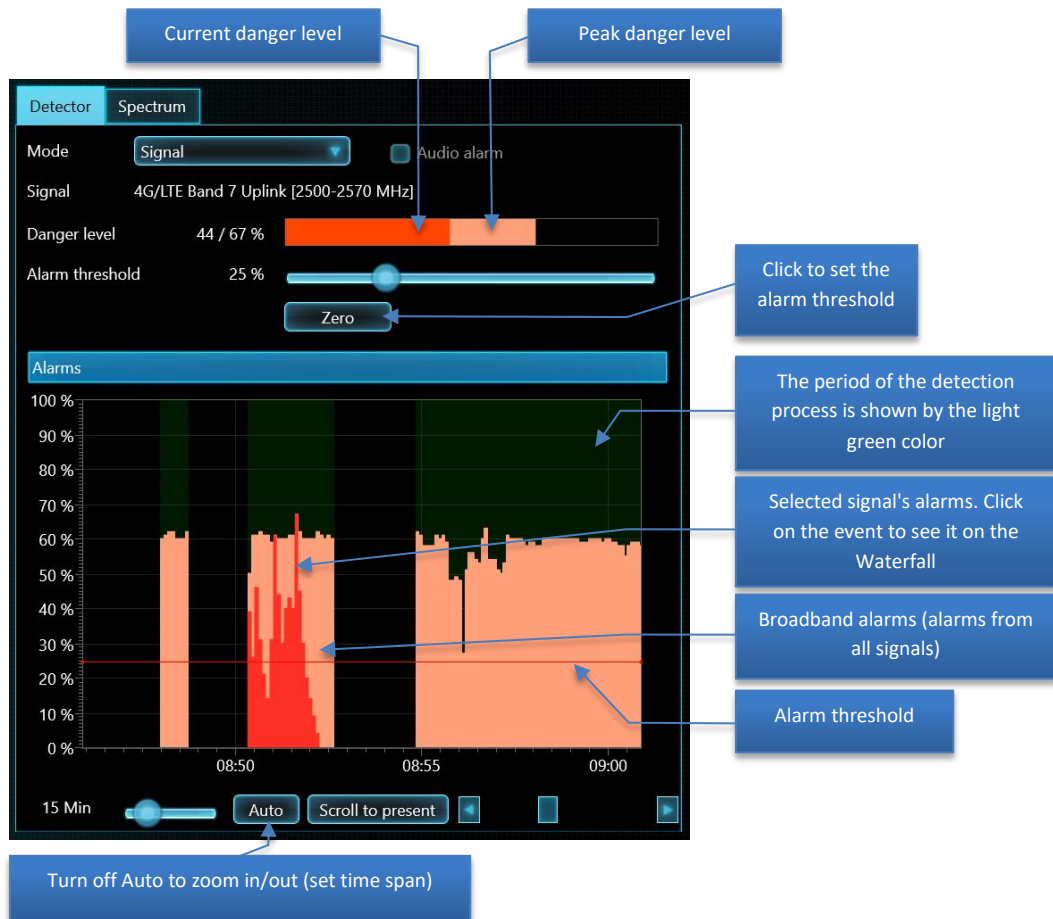 Current danger level
Peak danger level
Detector
Spectrum
Mode
Signal
Audio alarm
Signal
4G/LTE Band 7 Uplink [2500-2570 MHz]
Danger level
44 / 67 %
Alarm threshold
25 %
Click to set the
alarm threshold
Zero
Alarms
The period of the detection
process is shown by the light
green color
Selected signal's alarms. Click
on the event to see it on the
Waterfall
Broadband alarms (alarms from
all signals)
Alarm threshold
100 %
90 %
80 %
70 %
60 %
50 %
40 %
30 %
20 %
10 %
0 %
08:50
08:55
09:00
15 Min
Auto
Scroll to present
Turn off Auto to zoom in/out (set time span)